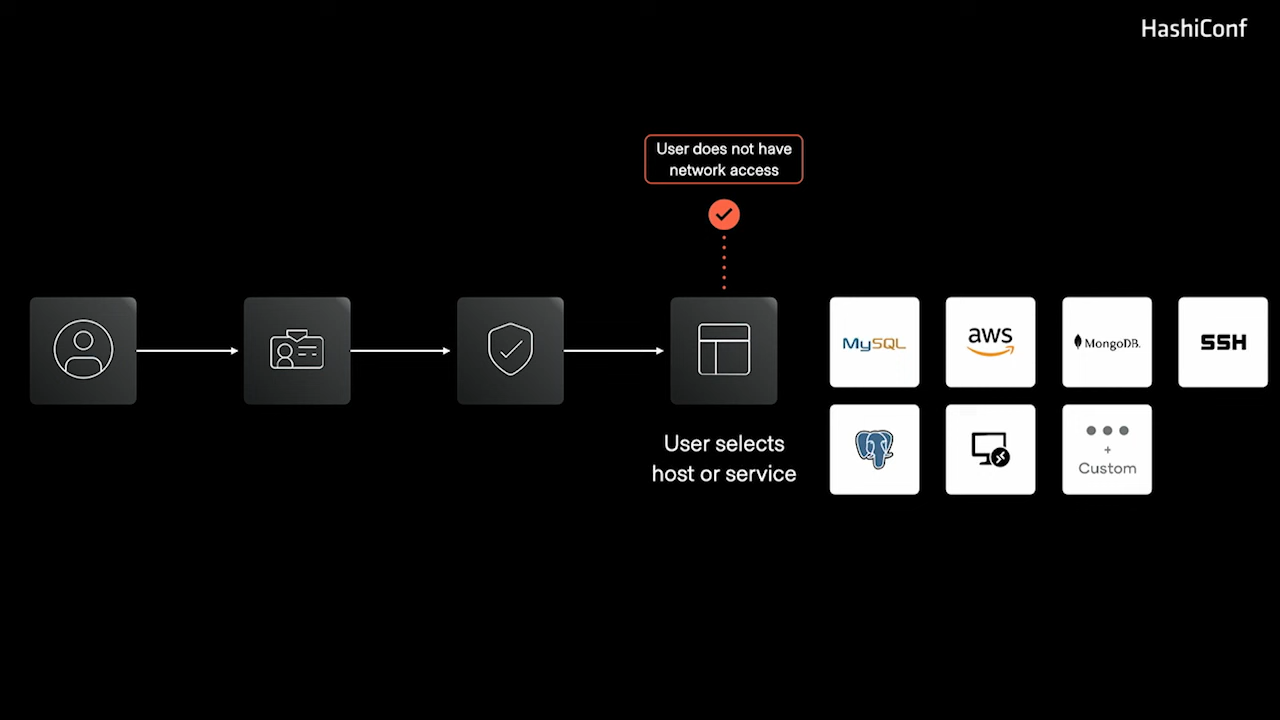 HashiConf
User does not have
network access
MySQL
aws
MongoDB.
SSH
+
Custom
User selects
host or service